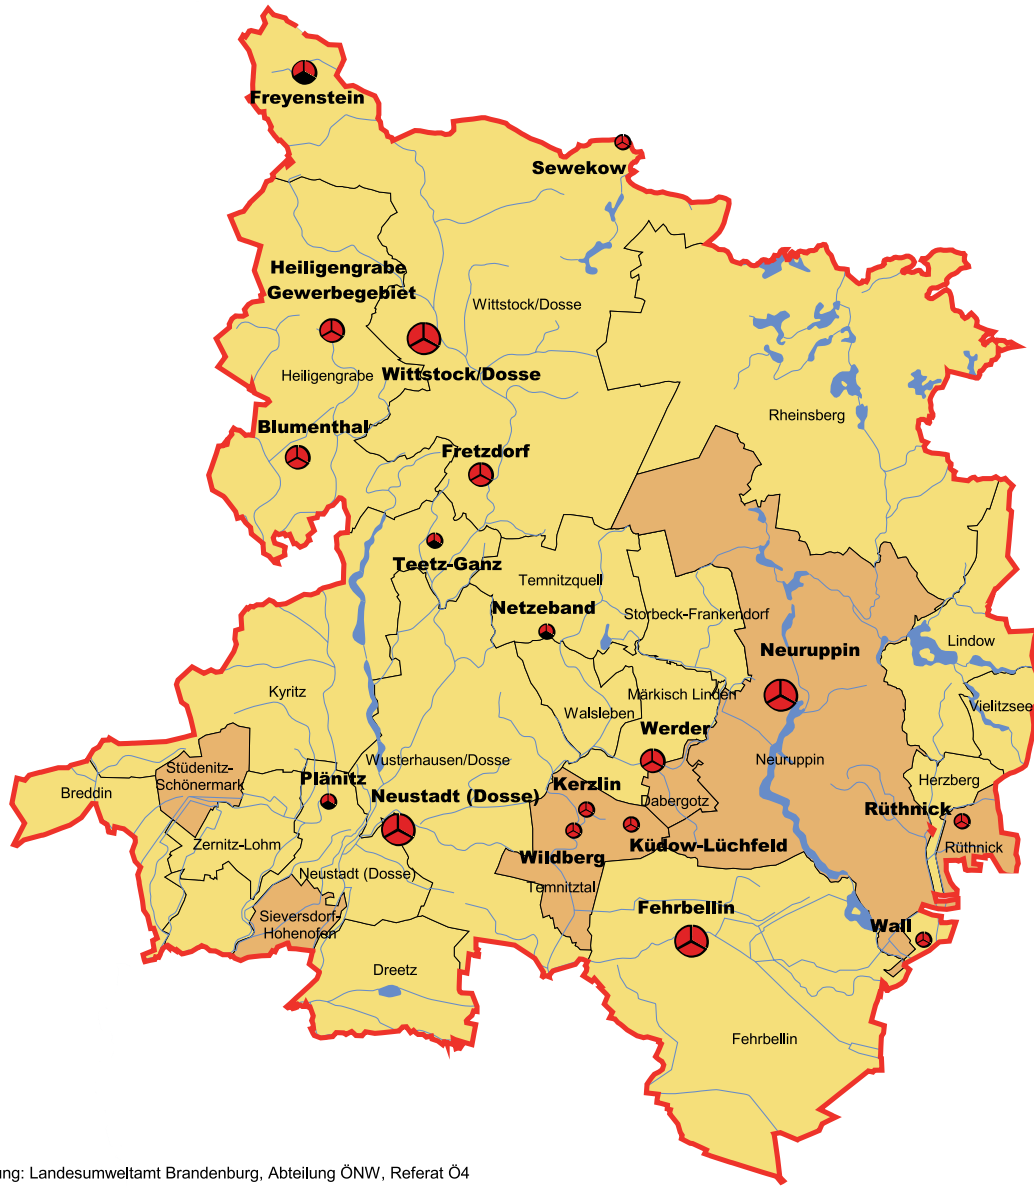 Freyenstein
Sewekow
Heiligengrabe
Gewerbegebiet
Wittstock/Dosse
Heiligengrabe
Wittstock/Dosse
Rheinsberg
Blumenthal
Fretzdorf
Teetz-Ganz
Temnitzquell
Netzeband
Storbeck-Frankendorf
Neuruppin
Lindow
Kyritz
Märkisch Linden
Vielitzsee
Walsleben
Werder
Wusterhausen/Dosse
Neuruppin
Stüdenitz-
Schönermark
Breddin
Plänitz
Neustadt (Dosse)
Kerzlin
Dabergotz
Herzberg
Rüthnick
Zernitz-Lohm
Wildberg
Küdow-Lüchfeld
Rüthnick
Neustadt (Dosse)
Temnitztal
Sieversdorf-
Hohenofen
Fehrbellin
Wall
Dreetz
Fehrbellin
ung: Landesumweltamt Brandenburg, Abteilung ÖNW, Referat Ö4